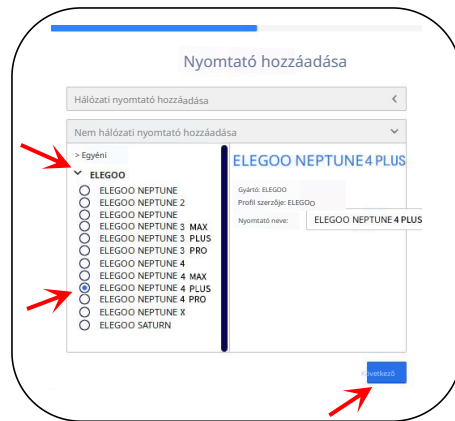 Nyomtató hozzáadása
Hálózati nyomtató hozzáadása
Nem hálózati nyomtató hozzáadása
> Egyéni
ELEGOO
ELEGOO NEPTUNE
ELEGOO NEPTUNE 2
ELEGOO NEPTUNE
ELEGOO NEPTUNE 3 MAX
ELEGOO NEPTUNE 3 PLUS
ELEGOO NEPTUNE 3 PRO
ELEGOO NEPTUNE 4
ELEGOO NEPTUNE 4 MAX
ELEGOO NEPTUNE 4 PLUS
ELEGOO NEPTUNE 4 PRO
ELEGOO NEPTUNE X
ELEGOO SATURN
ELEGOO NEPTUNE 4 PLUS
Gyártó: ELEGOO
Profil szerzője: ELEGOO
Nyomtató neve: ELEGOO NEPTUNE 4 PLUS
Következő